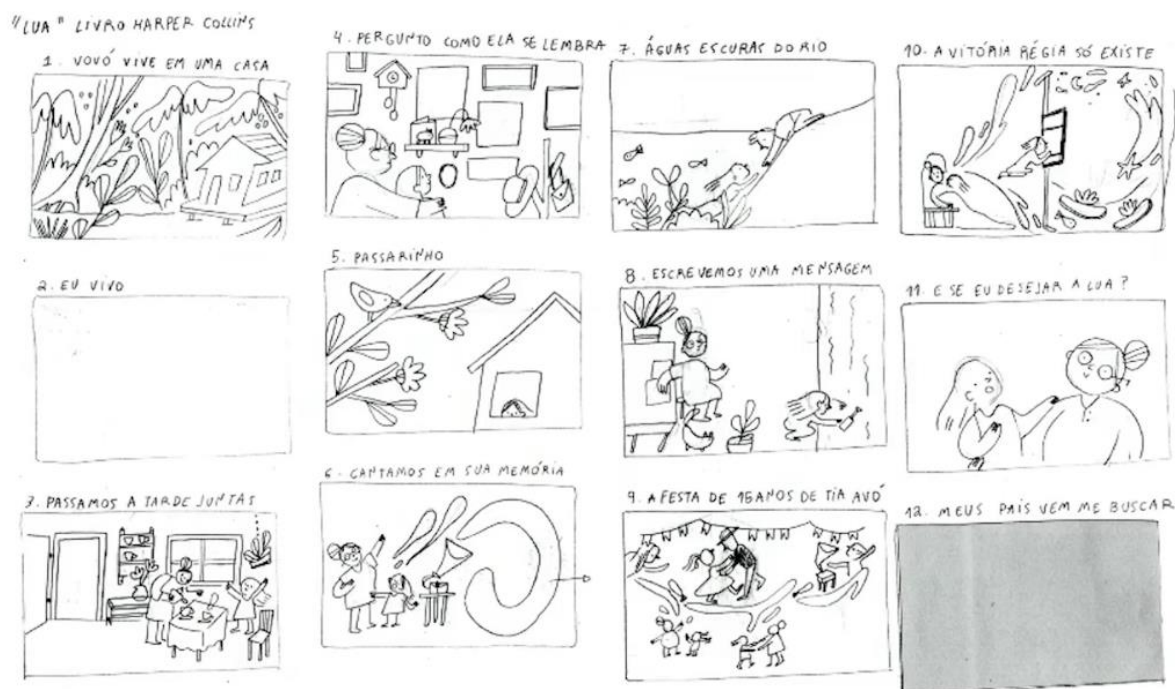 "LUA" LIVRO HARPER COLLINS
1. VOVÓ VIVE EM UMA CASA
2. EU VIVO
3. PASSAMOS A TARDE JUNTAS
4. PERGUNTO COMO ELA SE LEMBRA
5. PASSARINHO
6. CANTAMOS EM SUA MEMÓRIA
7. ÁGUAS ESCURAS DO RIO
8. ESCREVEMOS UMA MENSAGEM
9. A FESTA DE 15 ANOS DE TIA AVÓ
10. A VITÓRIA RÉGIA SÓ EXISTE
11. E SE EU DESEJAR A LUA?
12. MEUS PAIS VEM ME BUSCAR